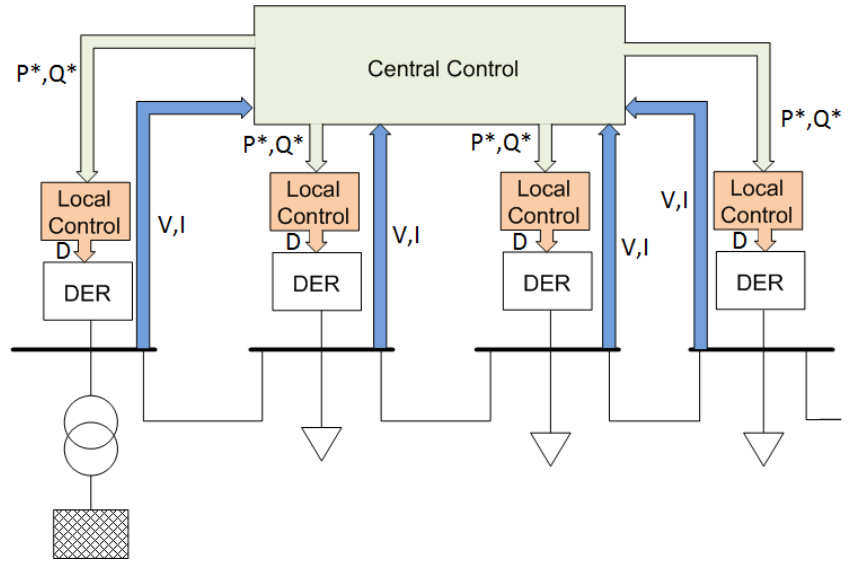 Central Control
P*,Q*
P*,Q*
P*,Q*
P*,Q*
Local
Control
Local
Control
Local
Control
Local
Control
V,I
V,I
V,I
V,I
D
D
D
D
DER
DER
DER
DER